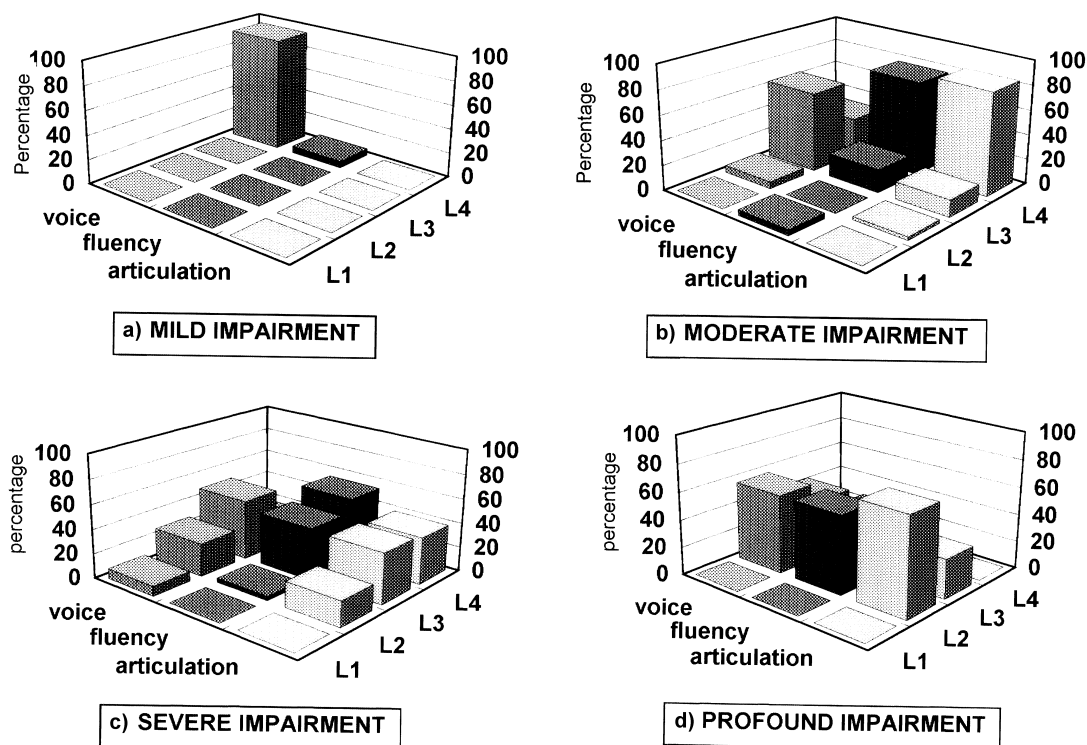 100
80
60
40
20
0
Percentage
100
80
60
40
20
0
voice
fluency
articulation
L1
L2
L3
L4
a) MILD IMPAIRMENT
100
80
60
40
20
0
Percentage
100
80
60
40
20
0
voice
fluency
articulation
L1
L2
L3
L4
b) MODERATE IMPAIRMENT
100
80
60
40
20
0
percentage
100
80
60
40
20
0
voice
fluency
articulation
L1
L2
L3
L4
c) SEVERE IMPAIRMENT
100
80
60
40
20
0
percentage
100
80
60
40
20
0
voice
fluency
articulation
L1
L2
L3
L4
d) PROFOUND IMPAIRMENT